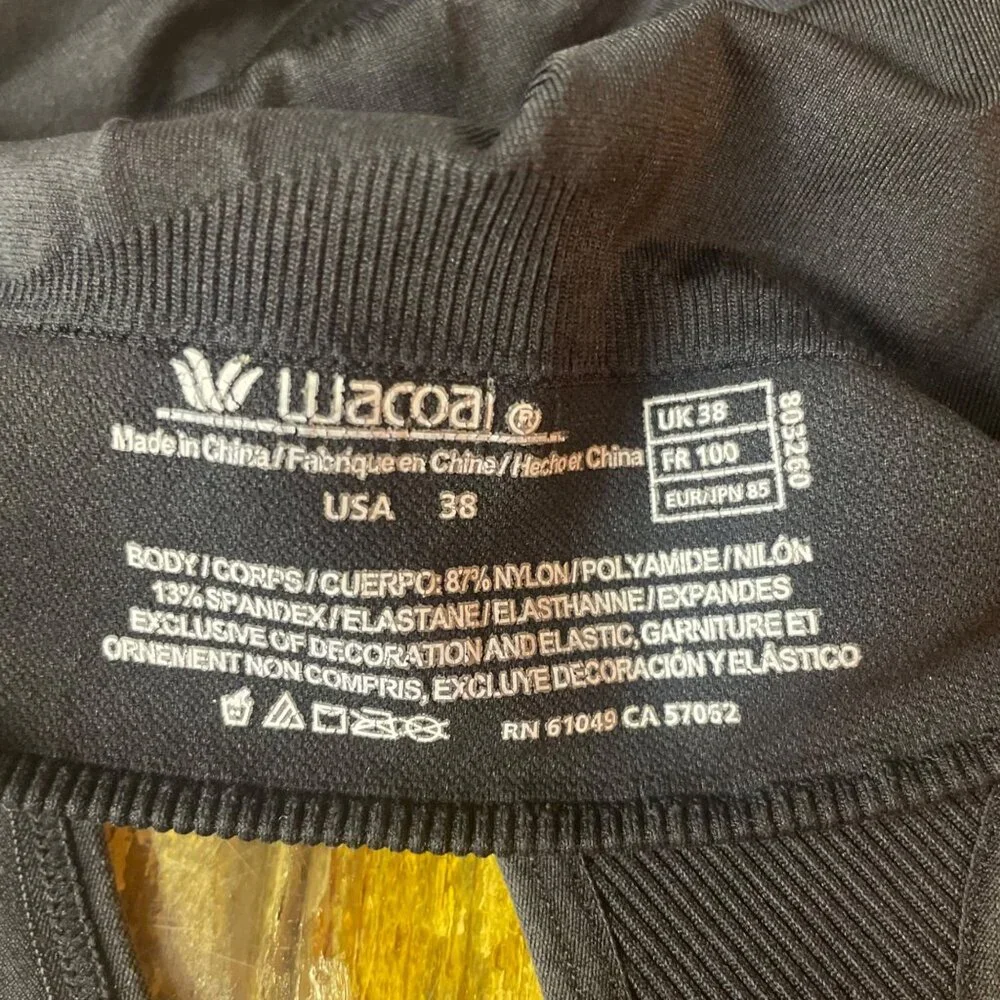 Wacoal ®
Made in China / Fabrique en Chine / Hecho en China
USA 38
UK 38
FR 100
EUR/JPN 85
803260
BODY / CORPS / CUERPO: 87% NYLON / POLYAMIDE / NILÓN
13% SPANDEX / ELASTANE / ELASTHANNE / EXPANDES
EXCLUSIVE OF DECORATION AND ELASTIC, GARNITURE ET
ORNEMENT NON COMPRIS, EXCLUYE DECORACIÓN Y ELÁSTICO
RN 61049 CA 57062